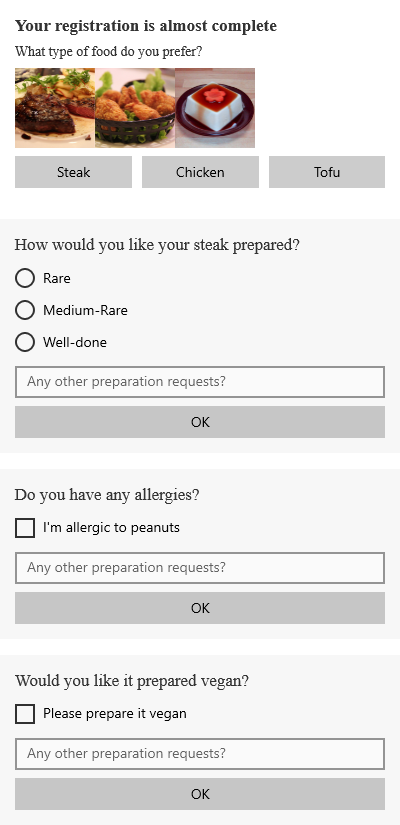 Your registration is almost complete
What type of food do you prefer?
Steak
Chicken
Tofu
How would you like your steak prepared?
Rare
Medium-Rare
Well-done
Any other preparation requests?
OK
Do you have any allergies?
I'm allergic to peanuts
Any other preparation requests?
OK
Would you like it prepared vegan?
Please prepare it vegan
Any other preparation requests?
OK